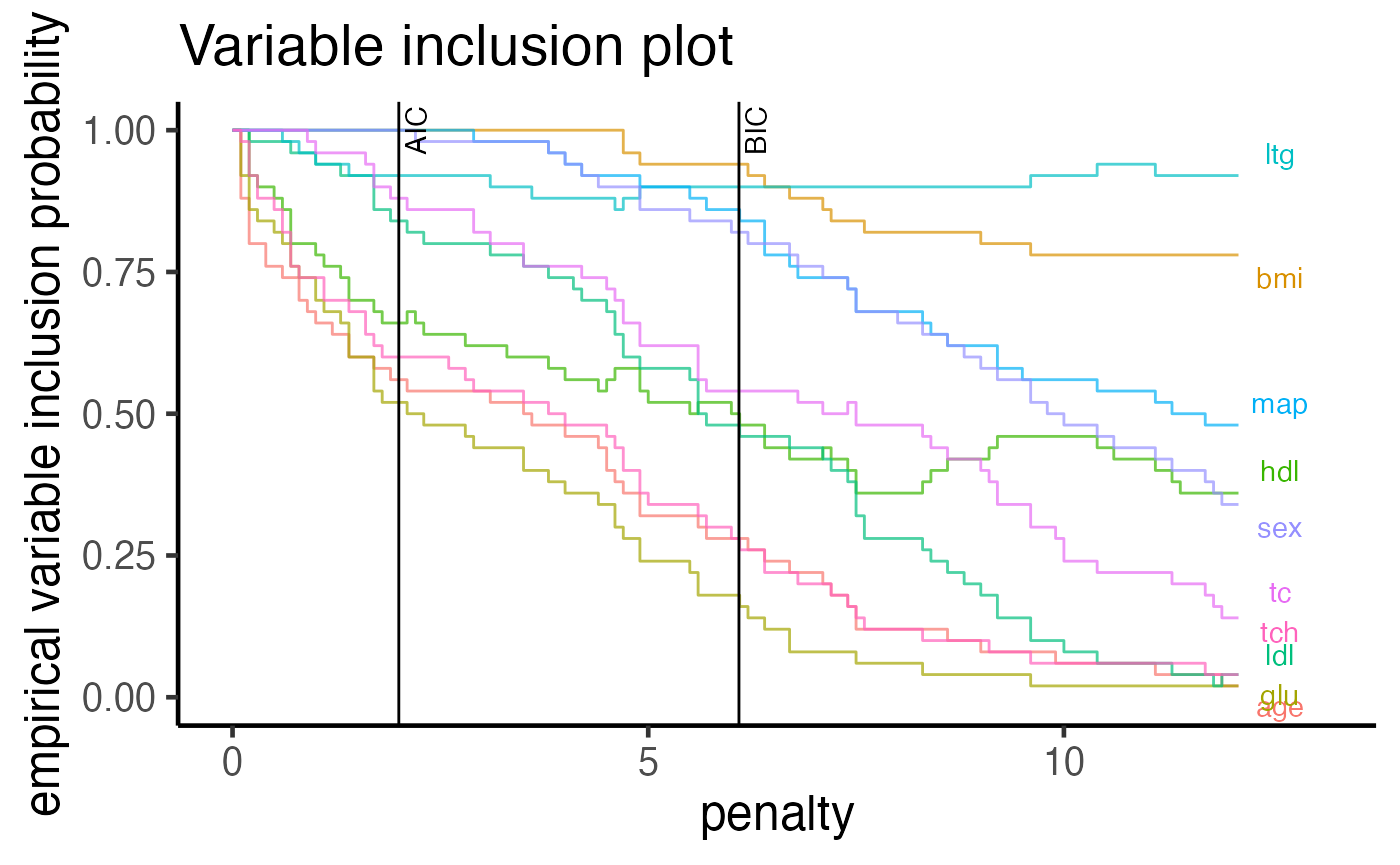 Variable inclusion plot
empirical variable inclusion probability
1.00
0.75
0.50
0.25
0.00
AIC
BIC
ltg
bmi
map
hdl
sex
tc
tch
ldl
glu
age
0
5
10
penalty